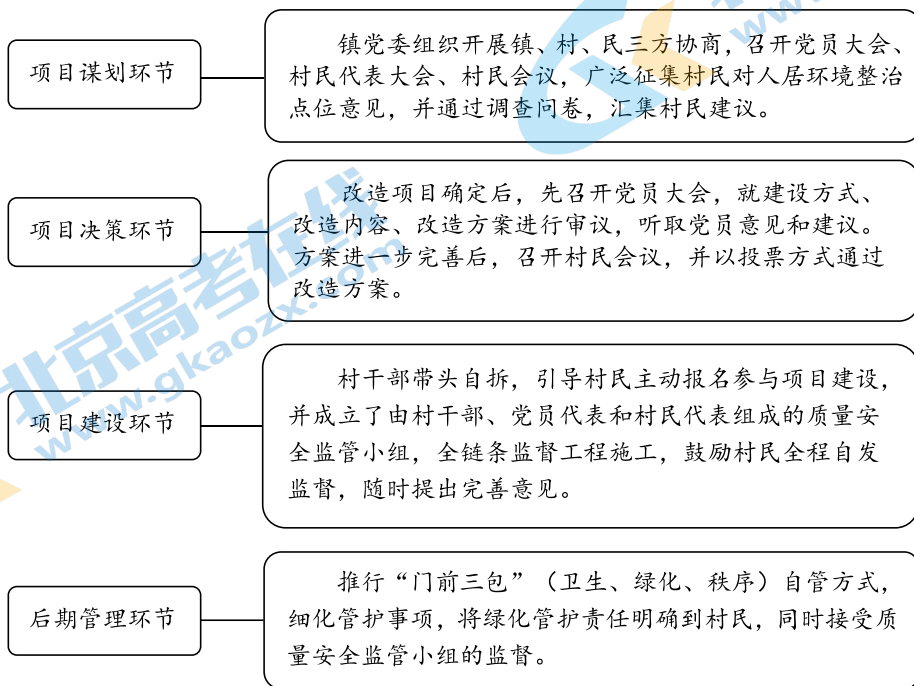 项目谋划环节
镇党委组织开展镇、村、民三方协商，召开党员大会、
村民代表大会、村民会议，广泛征集村民对人居环境整治
点位意见，并通过调查问卷，汇集村民建议。
项目决策环节
改造项目确定后，先召开党员大会，就建设方式、
改造内容、改造方案进行审议，听取党员意见和建议。
方案进一步完善后，召开村民会议，并以投票方式通过
改造方案。
项目建设环节
村干部带头自拆，引导村民主动报名参与项目建设，
并成立了由村干部、党员代表和村民代表组成的质量安
全监管小组，全链条监督工程施工，鼓励村民全程自发
监督，随时提出完善意见。
后期管理环节
推行“门前三包”（卫生、绿化、秩序）自管方式，
细化管护事项，将绿化管护责任明确到村民，同时接受质
量安全监管小组的监督。
北京高考在线
www.gkaozx.com